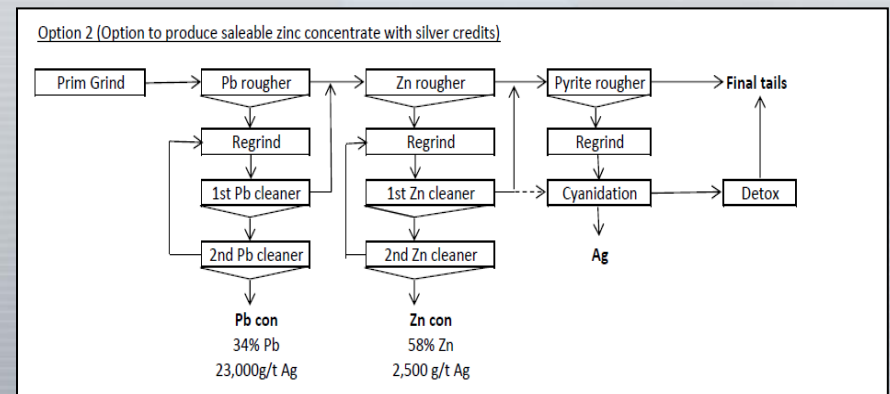 Option 2 (Option to produce saleable zinc concentrate with silver credits)
Prim Grind
Pb rougher
Zn rougher
Pyrite rougher
Final tails
Regrind
Regrind
Regrind
1st Pb cleaner
1st Zn cleaner
Cyanidation
Detox
2nd Pb cleaner
2nd Zn cleaner
Ag
Pb con
Zn con
34% Pb
58% Zn
23,000g/t Ag
2,500 g/t Ag